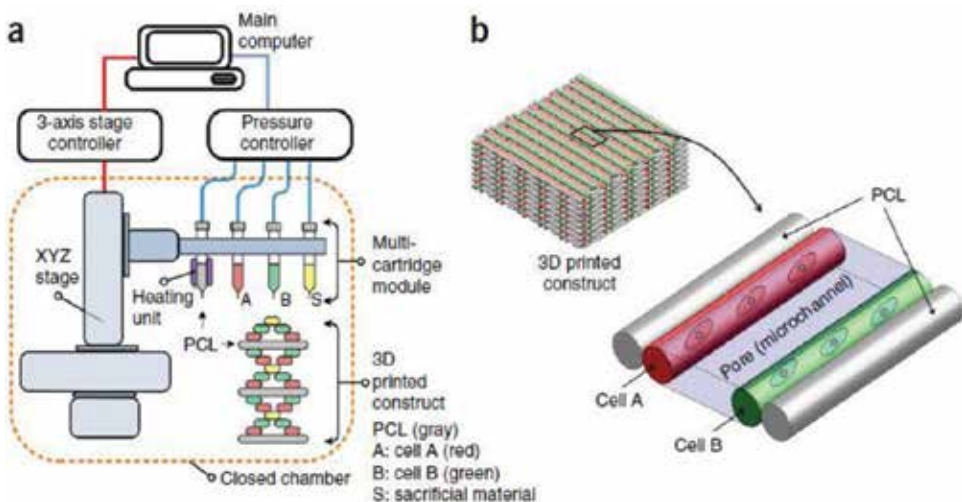 a
Main
computer
3-axis stage
controller
Pressure
controller
XYZ
stage
Heating
unit
A
B
S
Multi-
cartridge
module
PCL
3D
printed
construct
PCL (gray)
A: cell A (red)
B: cell B (green)
S: sacrificial material
Closed chamber
b
3D printed
construct
PCL
Pore (microchannel)
Cell A
Cell B